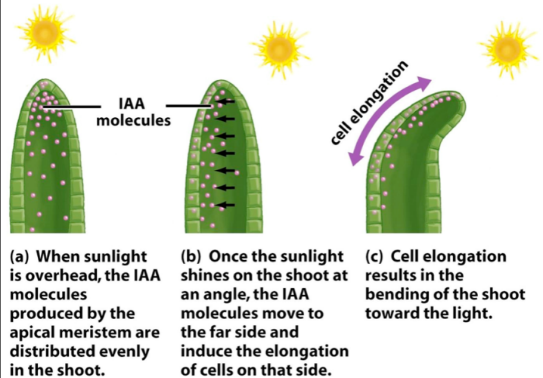 IAA
molecules
cell elongation
(a) When sunlight
is overhead, the IAA
molecules
produced by the
apical meristem are
distributed evenly
in the shoot.
(b) Once the sunlight
shines on the shoot at
an angle, the IAA
molecules move to
the far side and
induce the elongation
of cells on that side.
(c) Cell elongation
results in the
bending of the shoot
toward the light.